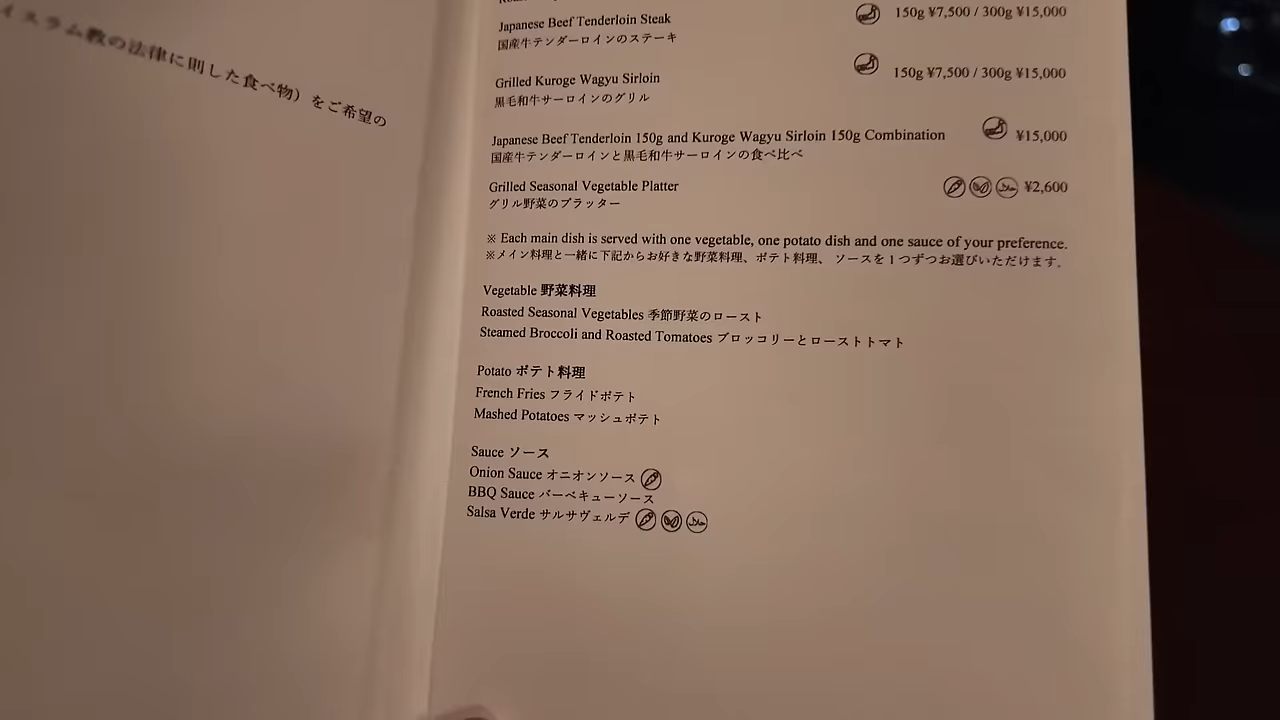 イスラム教の法律に則した食べ物）をご希望の
Japanese Beef Tenderloin Steak 150g ¥7,500 / 300g ¥15,000
国産牛テンダーロインのステーキ
Grilled Kuroge Wagyu Sirloin 150g ¥7,500 / 300g ¥15,000
黒毛和牛サーロインのグリル
Japanese Beef Tenderloin 150g and Kuroge Wagyu Sirloin 150g Combination ¥15,000
国産牛テンダーロインと黒毛和牛サーロインの食べ比べ
Grilled Seasonal Vegetable Platter ¥2,600
グリル野菜のプラッター
※ Each main dish is served with one vegetable, one potato dish and one sauce of your preference.
※メイン料理と一緒に下記からお好きな野菜料理、ポテト料理、 ソースを1つずつお選びいただけます。
Vegetable 野菜料理
Roasted Seasonal Vegetables 季節野菜のロースト
Steamed Broccoli and Roasted Tomatoes ブロッコリーとローストトマト
Potato ポテト料理
French Fries フライドポテト
Mashed Potatoes マッシュポテト
Sauce ソース
Onion Sauce オニオンソース
BBQ Sauce バーベキューソース
Salsa Verde サルサヴェルデ